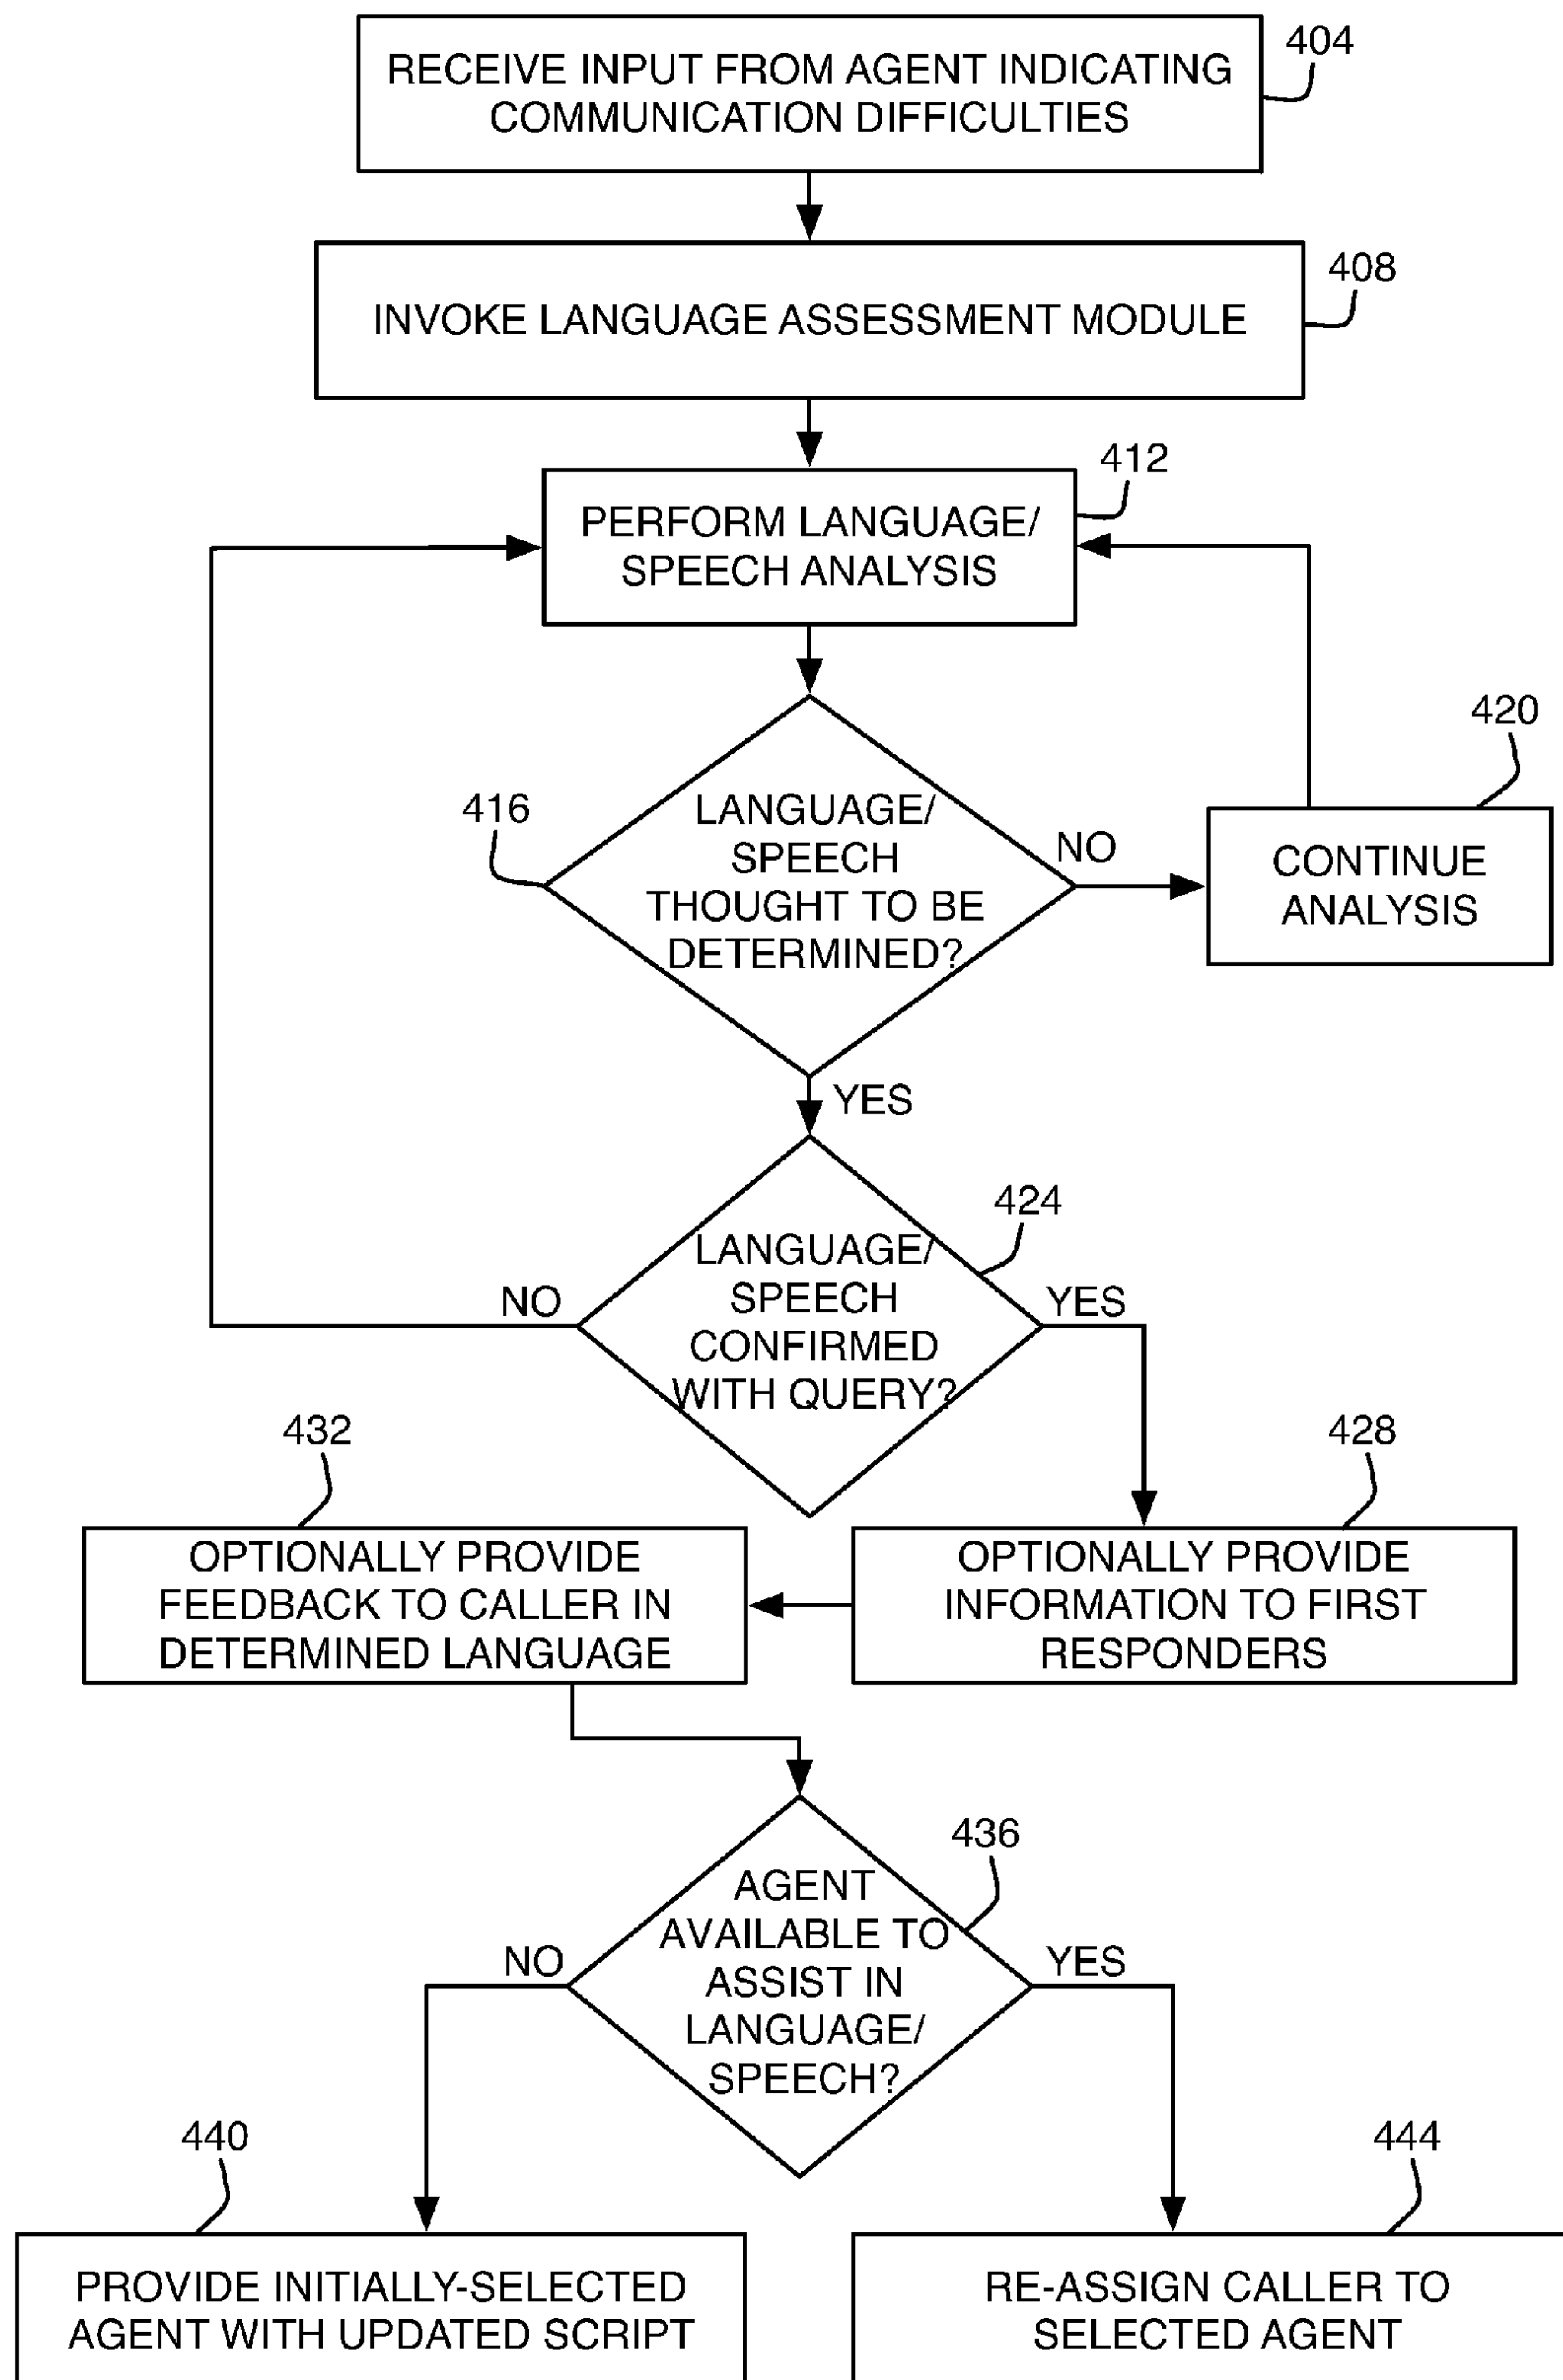 404
RECEIVE INPUT FROM AGENT INDICATING
COMMUNICATION DIFFICULTIES
408
INVOKE LANGUAGE ASSESSMENT MODULE
412
PERFORM LANGUAGE/
SPEECH ANALYSIS
416
LANGUAGE/
SPEECH
THOUGHT TO BE
DETERMINED?
NO
420
CONTINUE
ANALYSIS
YES
424
LANGUAGE/
SPEECH
CONFIRMED
WITH QUERY?
NO
YES
432
OPTIONALLY PROVIDE
FEEDBACK TO CALLER IN
DETERMINED LANGUAGE
428
OPTIONALLY PROVIDE
INFORMATION TO FIRST
RESPONDERS
436
AGENT
AVAILABLE TO
ASSIST IN
LANGUAGE/
SPEECH?
NO
YES
440
PROVIDE INITIALLY-SELECTED
AGENT WITH UPDATED SCRIPT
444
RE-ASSIGN CALLER TO
SELECTED AGENT